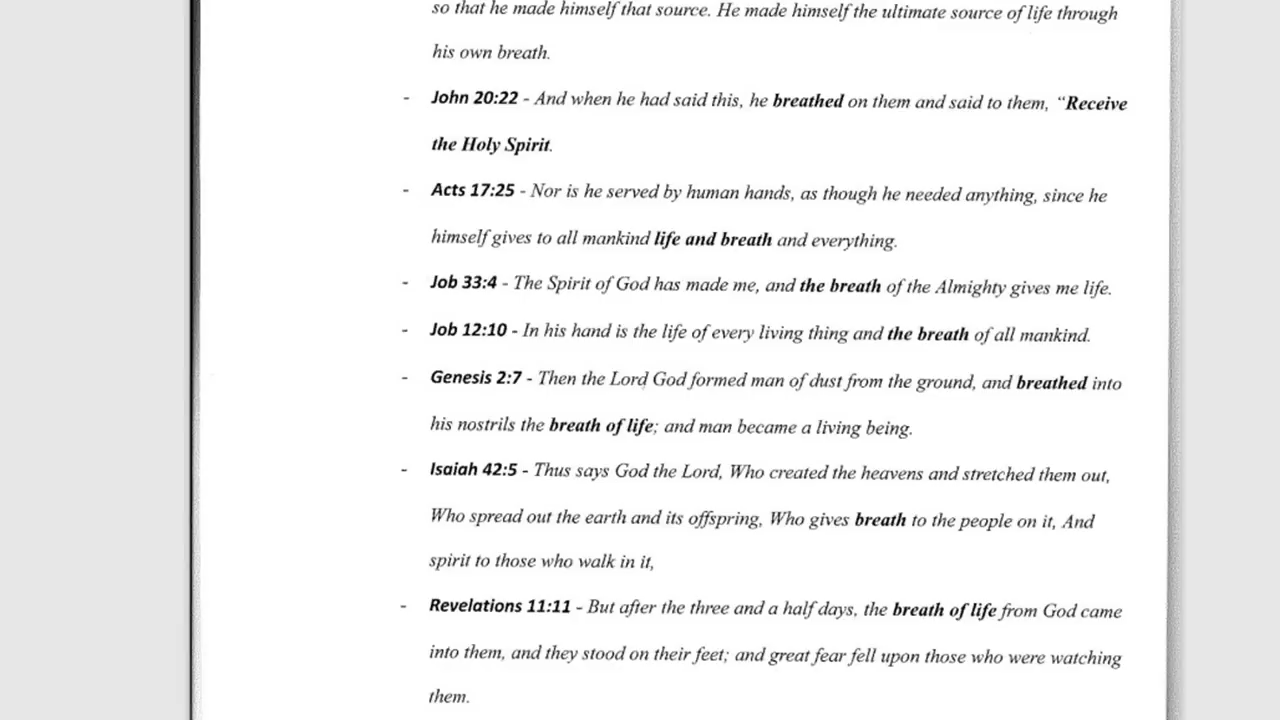 so that he made himself that source. He made himself the ultimate source of life through
his own breath.
- John 20:22 - And when he had said this, he breathed on them and said to them, “Receive
the Holy Spirit.
- Acts 17:25 - Nor is he served by human hands, as though he needed anything, since he
himself gives to all mankind life and breath and everything.
- Job 33:4 - The Spirit of God has made me, and the breath of the Almighty gives me life.
- Job 12:10 - In his hand is the life of every living thing and the breath of all mankind.
- Genesis 2:7 - Then the Lord God formed man of dust from the ground, and breathed into
his nostrils the breath of life; and man became a living being.
- Isaiah 42:5 - Thus says God the Lord, Who created the heavens and stretched them out,
Who spread out the earth and its offspring, Who gives breath to the people on it, And
spirit to those who walk in it,
- Revelations 11:11 - But after the three and a half days, the breath of life from God came
into them, and they stood on their feet; and great fear fell upon those who were watching
them.